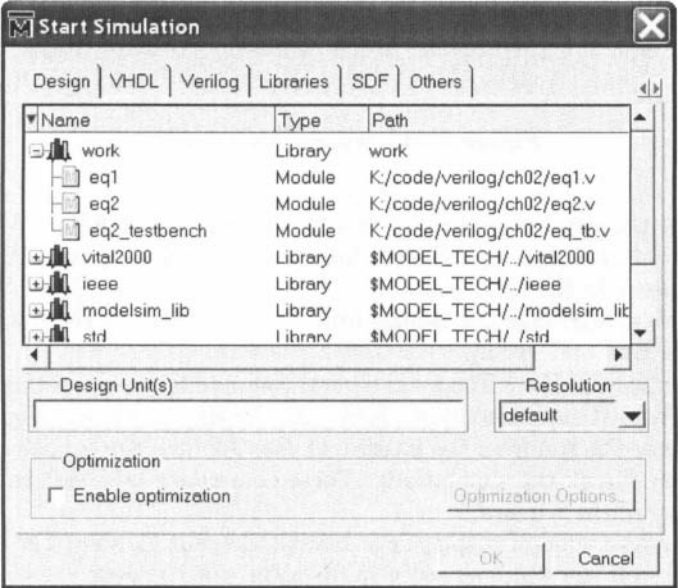 Start Simulation
Design VHDL Verilog Libraries SDF Others
Name Type Path
work Library work
eq1 Module K:/code/verilog/ch02/eq1.v
eq2 Module K:/code/verilog/ch02/eq2.v
eq2_testbench Module K:/code/verilog/ch02/eq_tb.v
vital2000 Library $MODEL_TECH/../vital2000
ieee Library $MODEL_TECH/../ieee
modelsim_lib Library $MODEL_TECH/../modelsim_lib
std Library $MODEL_TECH/../std
Design Unit(s) Resolution
default
Optimization
Enable optimization Optimization Options...
OK Cancel